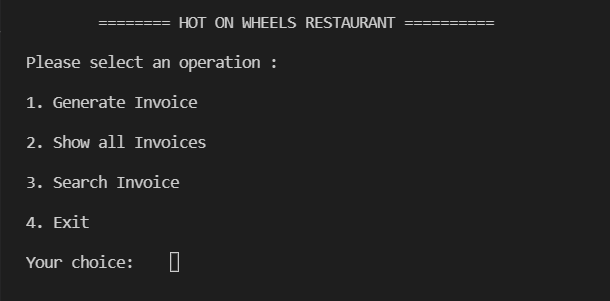 ======== HOT ON WHEELS RESTAURANT ==========
Please select an operation :
1. Generate Invoice
2. Show all Invoices
3. Search Invoice
4. Exit
Your choice: